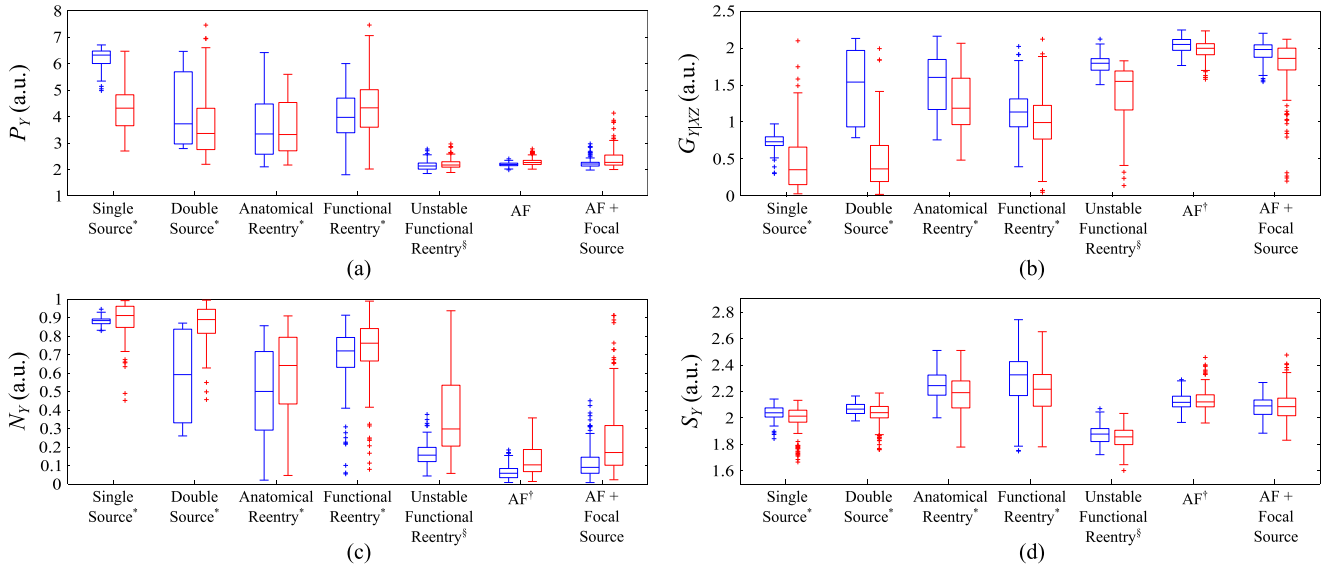 8
7
6
5
4
3
2
1
P_Y (a.u.)
Single Double Anatomical Functional Unstable AF AF +
Source* Source* Reentry* Reentry* Functional Focal
Reentry§ Source
(a)
2.5
2
1.5
1
0.5
0
G_Y|XZ (a.u.)
Single Double Anatomical Functional Unstable AF† AF +
Source* Source* Reentry* Reentry* Functional Focal
Reentry§ Source
(b)
1
0.9
0.8
0.7
0.6
0.5
0.4
0.3
0.2
0.1
0
N_Y (a.u.)
Single Double Anatomical Functional Unstable AF† AF +
Source* Source* Reentry* Reentry* Functional Focal
Reentry§ Source
(c)
2.8
2.6
2.4
2.2
2
1.8
1.6
S_Y (a.u.)
Single Double Anatomical Functional Unstable AF† AF +
Source* Source* Reentry* Reentry* Functional Focal
Reentry§ Source
(d)